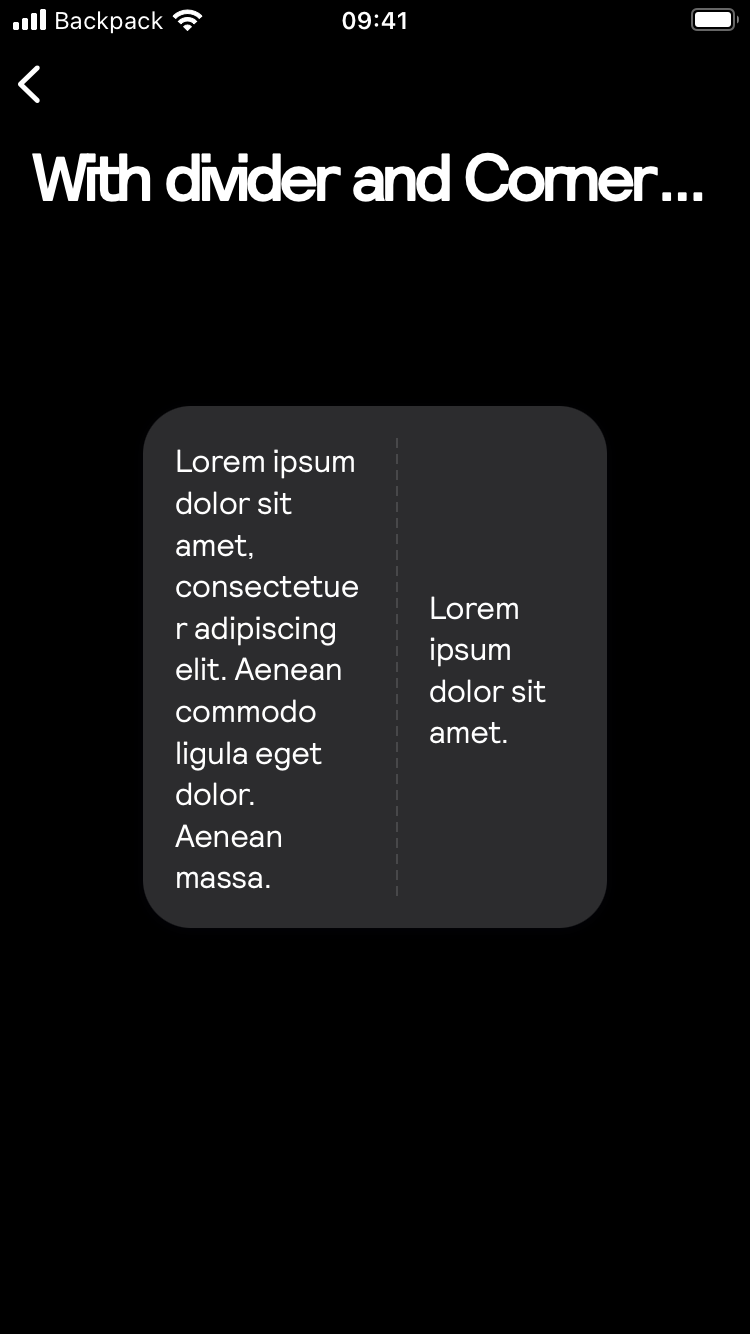 Backpack
09:41
With divider and Corner...
Lorem ipsum
dolor sit
amet,
consectetue
r adipiscing
elit. Aenean
commodo
ligula eget
dolor.
Aenean
massa.
Lorem
ipsum
dolor sit
amet.